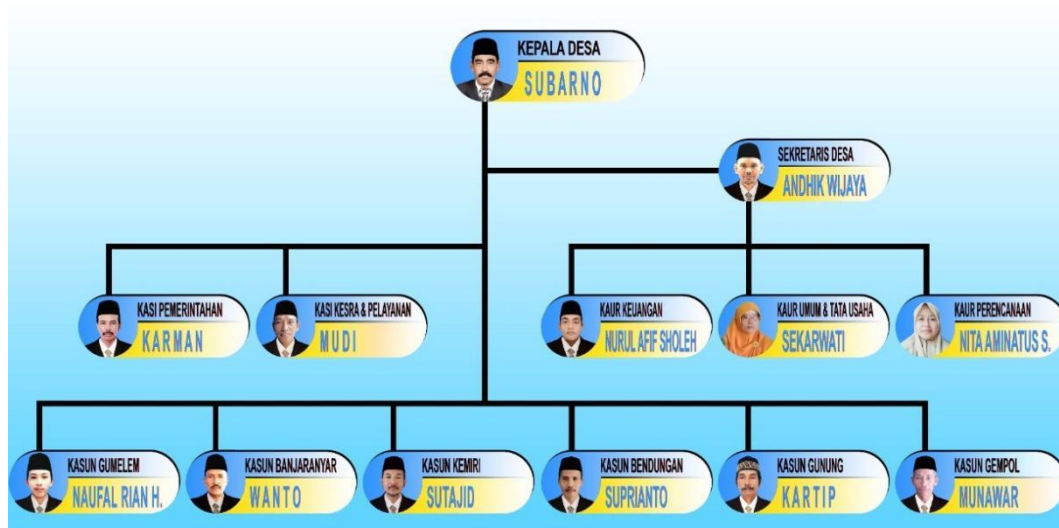 KEPALA DESA
SUBARNO
SEKRETARIS DESA
ANDHIK WIJAYA
KASI PEMERINTAHAN
KARMAN
KASI KESRA & PELAYANAN
MUDI
KAUR KEUANGAN
NURUL AFIF SHOLEH
KAUR UMUM & TATA USAHA
SEKARWATI
KAUR PERENCANAAN
NITA AMINATUS S.
KASUN GUMELEM
NAUFAL RIAN H.
KASUN BANJARANYAR
WANTO
KASUN KEMIRI
SUTAJID
KASUN BENDUNGAN
SUPRIANTO
KASUN GUNUNG
KARTIP
KASUN GEMPOL
MUNAWAR